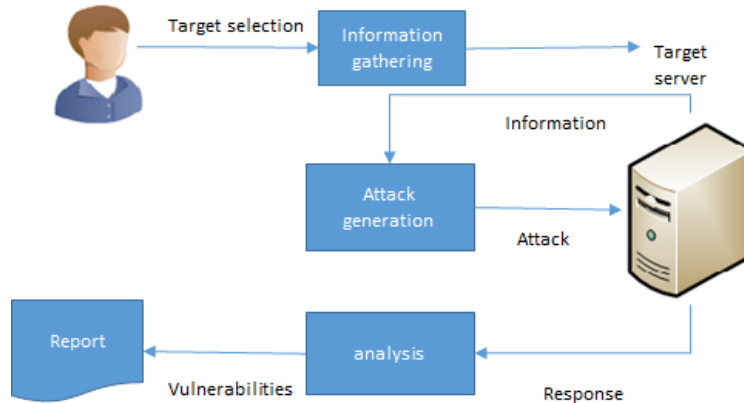 Target selection
Information
gathering
Target
server
Information
Attack
generation
Attack
Report
analysis
Vulnerabilities
Response